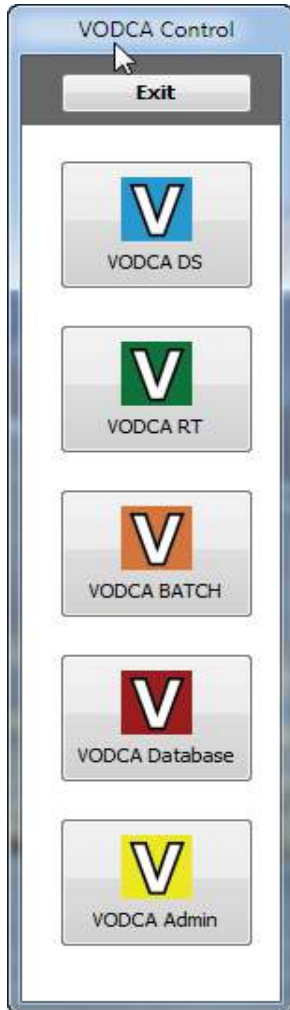 VODCA Control
Exit
V
VODCA DS
V
VODCA RT
V
VODCA BATCH
V
VODCA Database
V
VODCA Admin